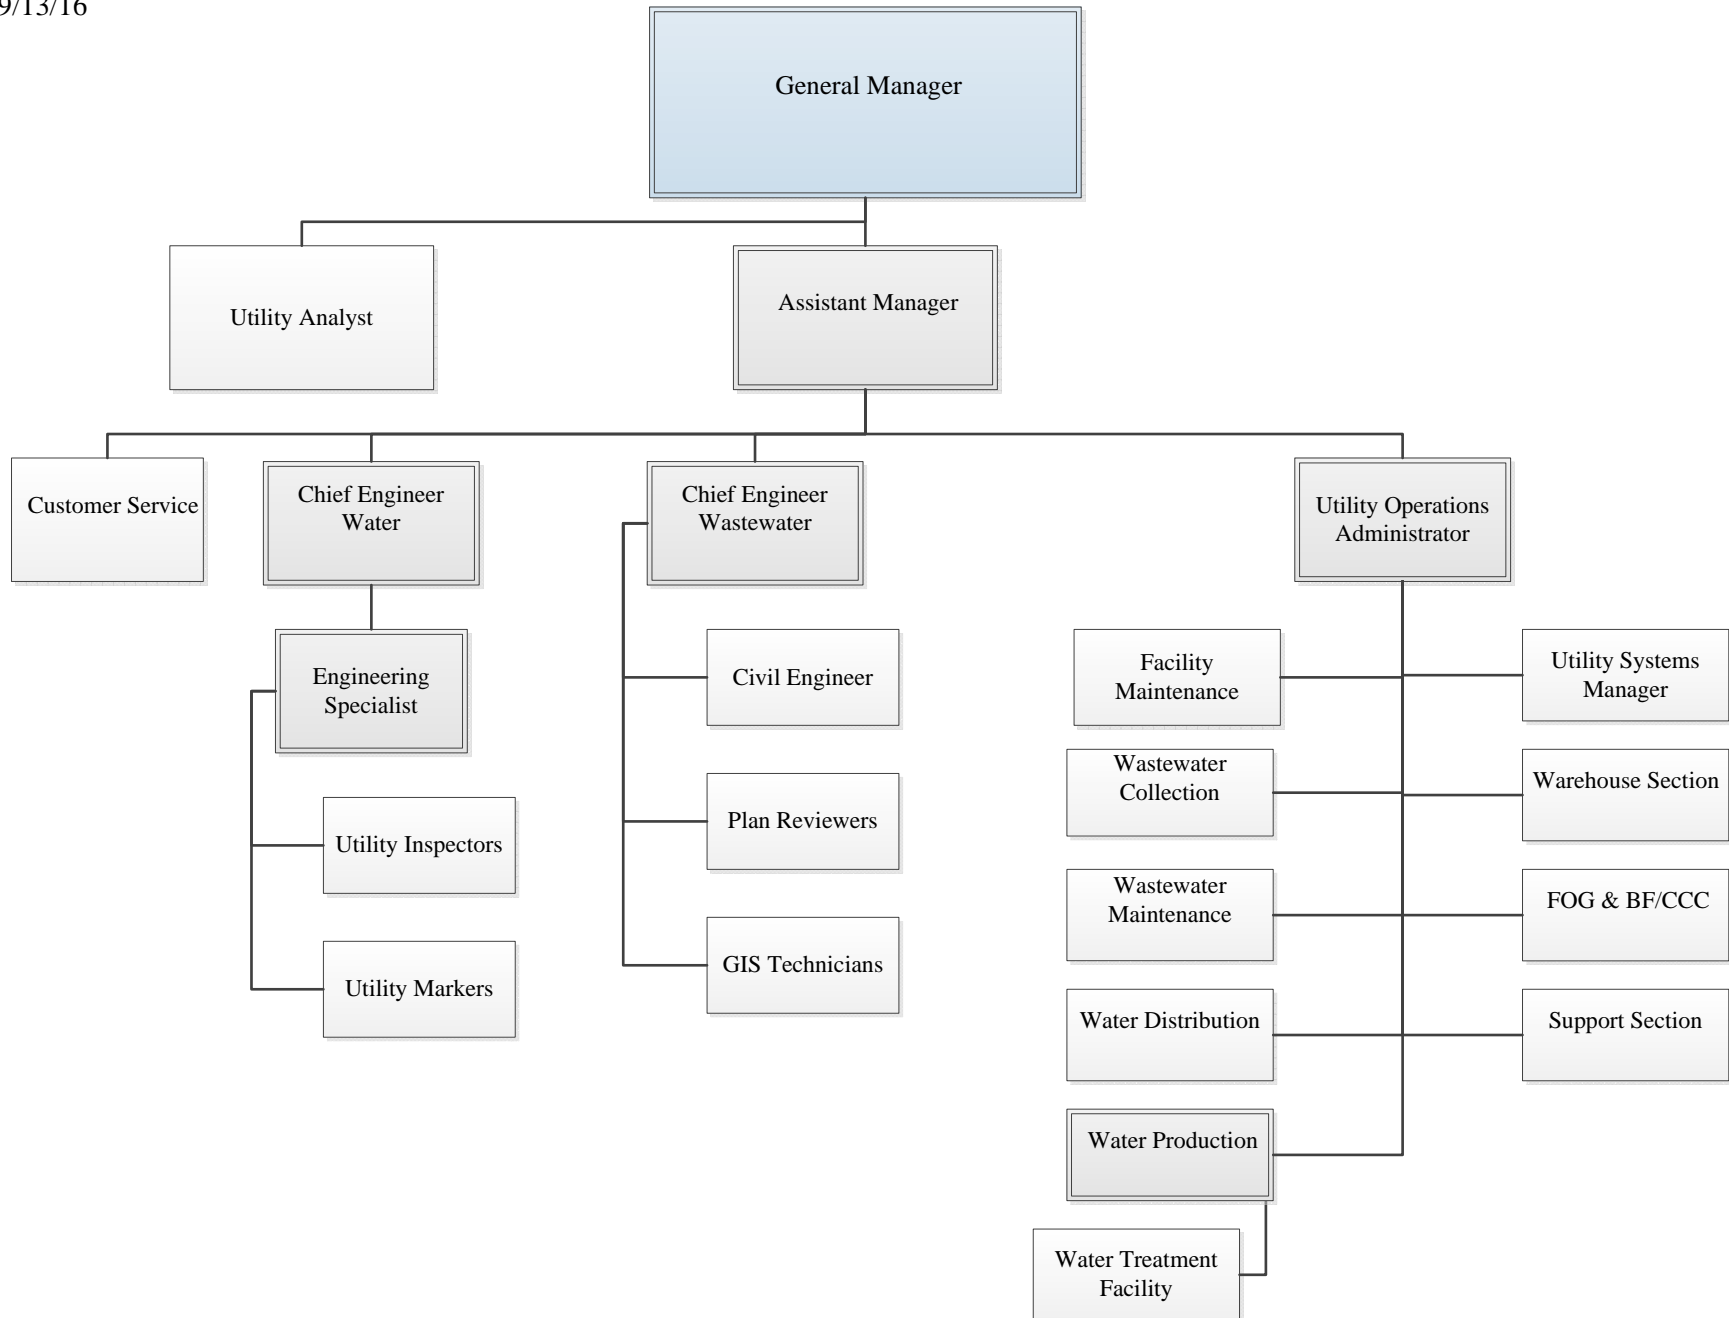 9/13/16
General Manager
Utility Analyst
Assistant Manager
Customer Service
Chief Engineer
Water
Chief Engineer
Wastewater
Utility Operations
Administrator
Engineering
Specialist
Utility Inspectors
Utility Markers
Civil Engineer
Plan Reviewers
GIS Technicians
Facility
Maintenance
Utility Systems
Manager
Wastewater
Collection
Warehouse Section
Wastewater
Maintenance
FOG & BF/CCC
Water Distribution
Support Section
Water Production
Water Treatment
Facility